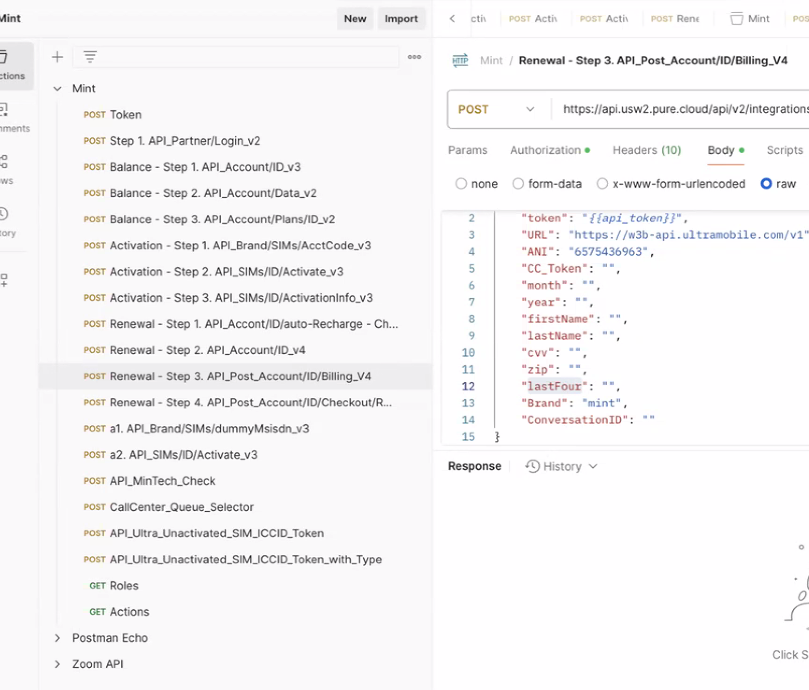 Mint
New
Import
ctions
nments
ws
tory
Mint
POST Token
POST Step 1. API_Partner/Login_v2
POST Balance - Step 1. API_Account/ID_v3
POST Balance - Step 2. API_Account/Data_v2
POST Balance - Step 3. API_Account/Plans/ID_v2
POST Activation - Step 1. API_Brand/SIMs/AcctCode_v3
POST Activation - Step 2. API_SIMs/ID/Activate_v3
POST Activation - Step 3. API_SIMs/ID/ActivationInfo_v3
POST Renewal - Step 1. API_Accont/ID/auto-Recharge - Ch...
POST Renewal - Step 2. API_Account/ID_v4
POST Renewal - Step 3. API_Post_Account/ID/Billing_V4
POST Renewal - Step 4. API_Post_Account/ID/Checkout/R...
POST a1. API_Brand/SIMs/dummyMsisdn_v3
POST a2. API_SIMs/ID/Activate_v3
POST API_MinTech_Check
POST CallCenter_Queue_Selector
POST API_Ultra_Unactivated_SIM_ICCID_Token
POST API_Ultra_Unactivated_SIM_ICCID_Token_with_Type
GET Roles
GET Actions
Postman Echo
Zoom API
ctiv POST Activ POST Activ POST Rene Mint POS
HTTP Mint / Renewal - Step 3. API_Post_Account/ID/Billing_V4
POST https://api.usw2.pure.cloud/api/v2/integrations
Params Authorization Headers (10) Body Scripts
none form-data x-www-form-urlencoded raw
2 "token": "{{api_token}}",
3 "URL": "https://w3b-api.ultramobile.com/v1"
4 "ANI": "6575436963",
5 "CC_Token": "",
6 "month": "",
7 "year": "",
8 "firstName": "",
9 "lastName": "",
10 "cvv": "",
11 "zip": "",
12 "lastFour": "",
13 "Brand": "mint",
14 "ConversationID": ""
15 }
Response History
Click S